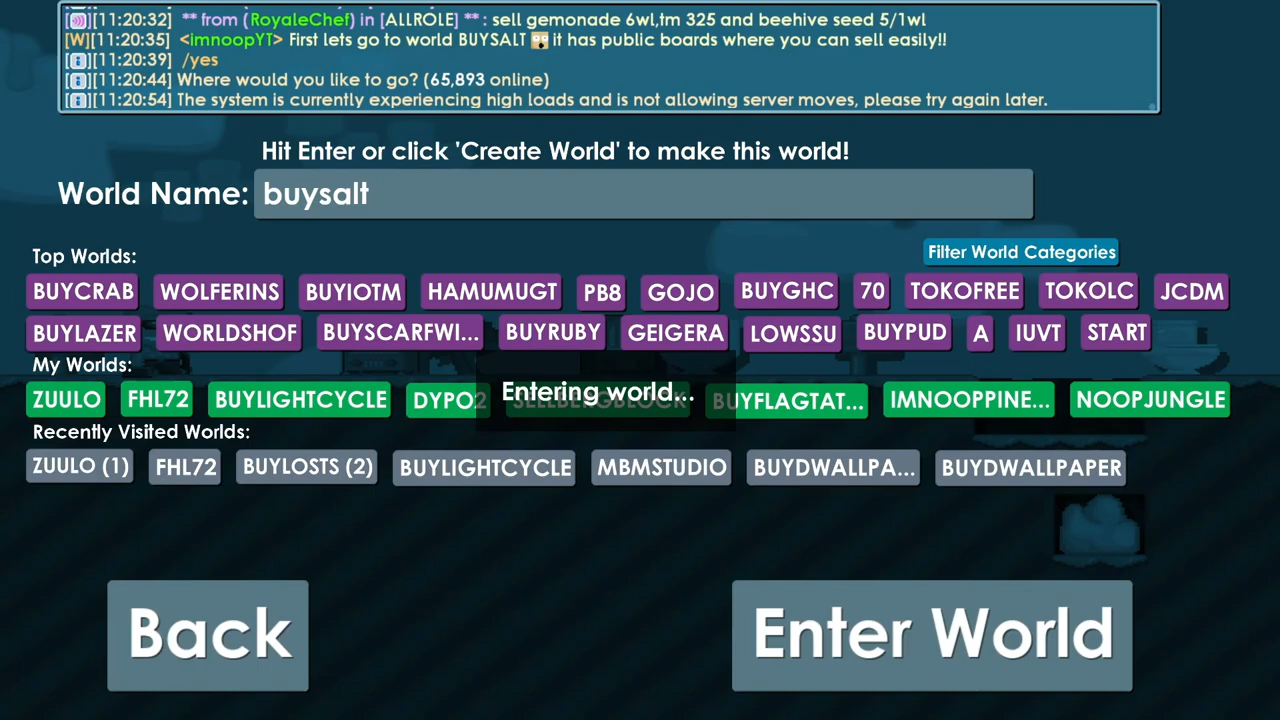 [11:20:32] ** from (RoyaleChef) in [ALLROLE] ** : sell gemonade 6wl,tm 325 and beehive seed 5/1wl
[W][11:20:35] <imnoopYT> First lets go to world BUYSALT it has public boards where you can sell easily!!
[i][11:20:39] /yes
[i][11:20:44] Where would you like to go? (65,893 online)
[i][11:20:54] The system is currently experiencing high loads and is not allowing server moves, please try again later.
Hit Enter or click 'Create World' to make this world!
World Name: buysalt
Top Worlds: Filter World Categories
BUYCRAB WOLFERINS BUYIOTM HAMUMUGT PB8 GOJO BUYGHC 70 TOKOFREE TOKOLC JCDM
BUYLAZER WORLDSHOF BUYSCARFWI... BUYRUBY GEIGERA LOWSSU BUYPUD A IUVT START
My Worlds:
Entering world...
ZUULO FHL72 BUYLIGHTCYCLE DYPO2 BUYFLAGTAT... IMNOOPPINE... NOOPJUNGLE
Recently Visited Worlds:
ZUULO (1) FHL72 BUYLOSTS (2) BUYLIGHTCYCLE MBMSTUDIO BUYDWALLPA... BUYDWALLPAPER
Back Enter World